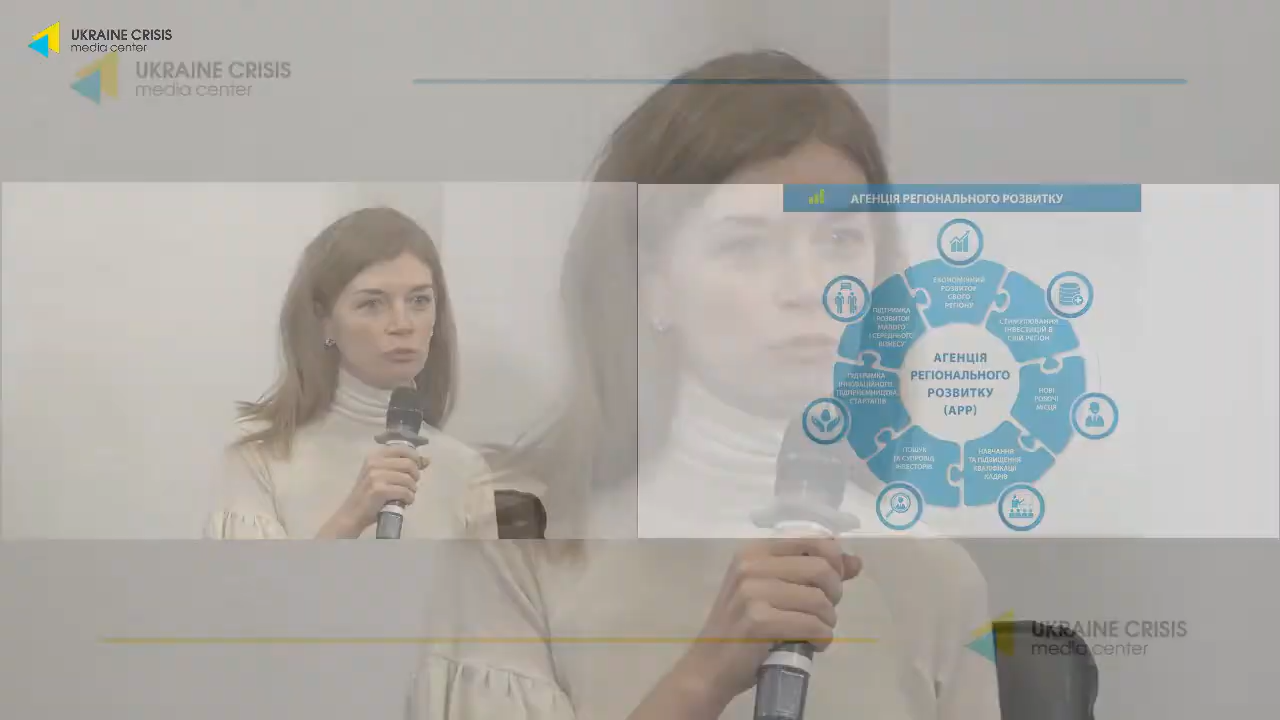 UKRAINE CRISIS
media center
UKRAINE CRISIS
media center
АГЕНЦІЯ РЕГІОНАЛЬНОГО РОЗВИТКУ
ЕКОНОМІЧНИЙ
РОЗВИТОК
СВОГО
РЕГІОНУ
СТИМУЛЮВАННЯ
ІНВЕСТИЦІЙ В
СВІЙ РЕГІОН
НОВІ
РОБОЧІ
МІСЦЯ
НАВЧАННЯ
ТА ПІДВИЩЕННЯ
КВАЛІФІКАЦІЇ
КАДРІВ
ПОШУК
ТА СУПРОВІД
ІНВЕСТОРІВ
ПІДТРИМКА
ІННОВАЦІЙНОГО
ПІДПРИЄМНИЦТВА,
СТАРТАПІВ
ПІДТРИМКА
РОЗВИТОК
МАЛОГО
І СЕРЕДНЬОГО
БІЗНЕСУ
АГЕНЦІЯ
РЕГІОНАЛЬНОГО
РОЗВИТКУ
(АРР)
UKRAINE CRISIS
media center